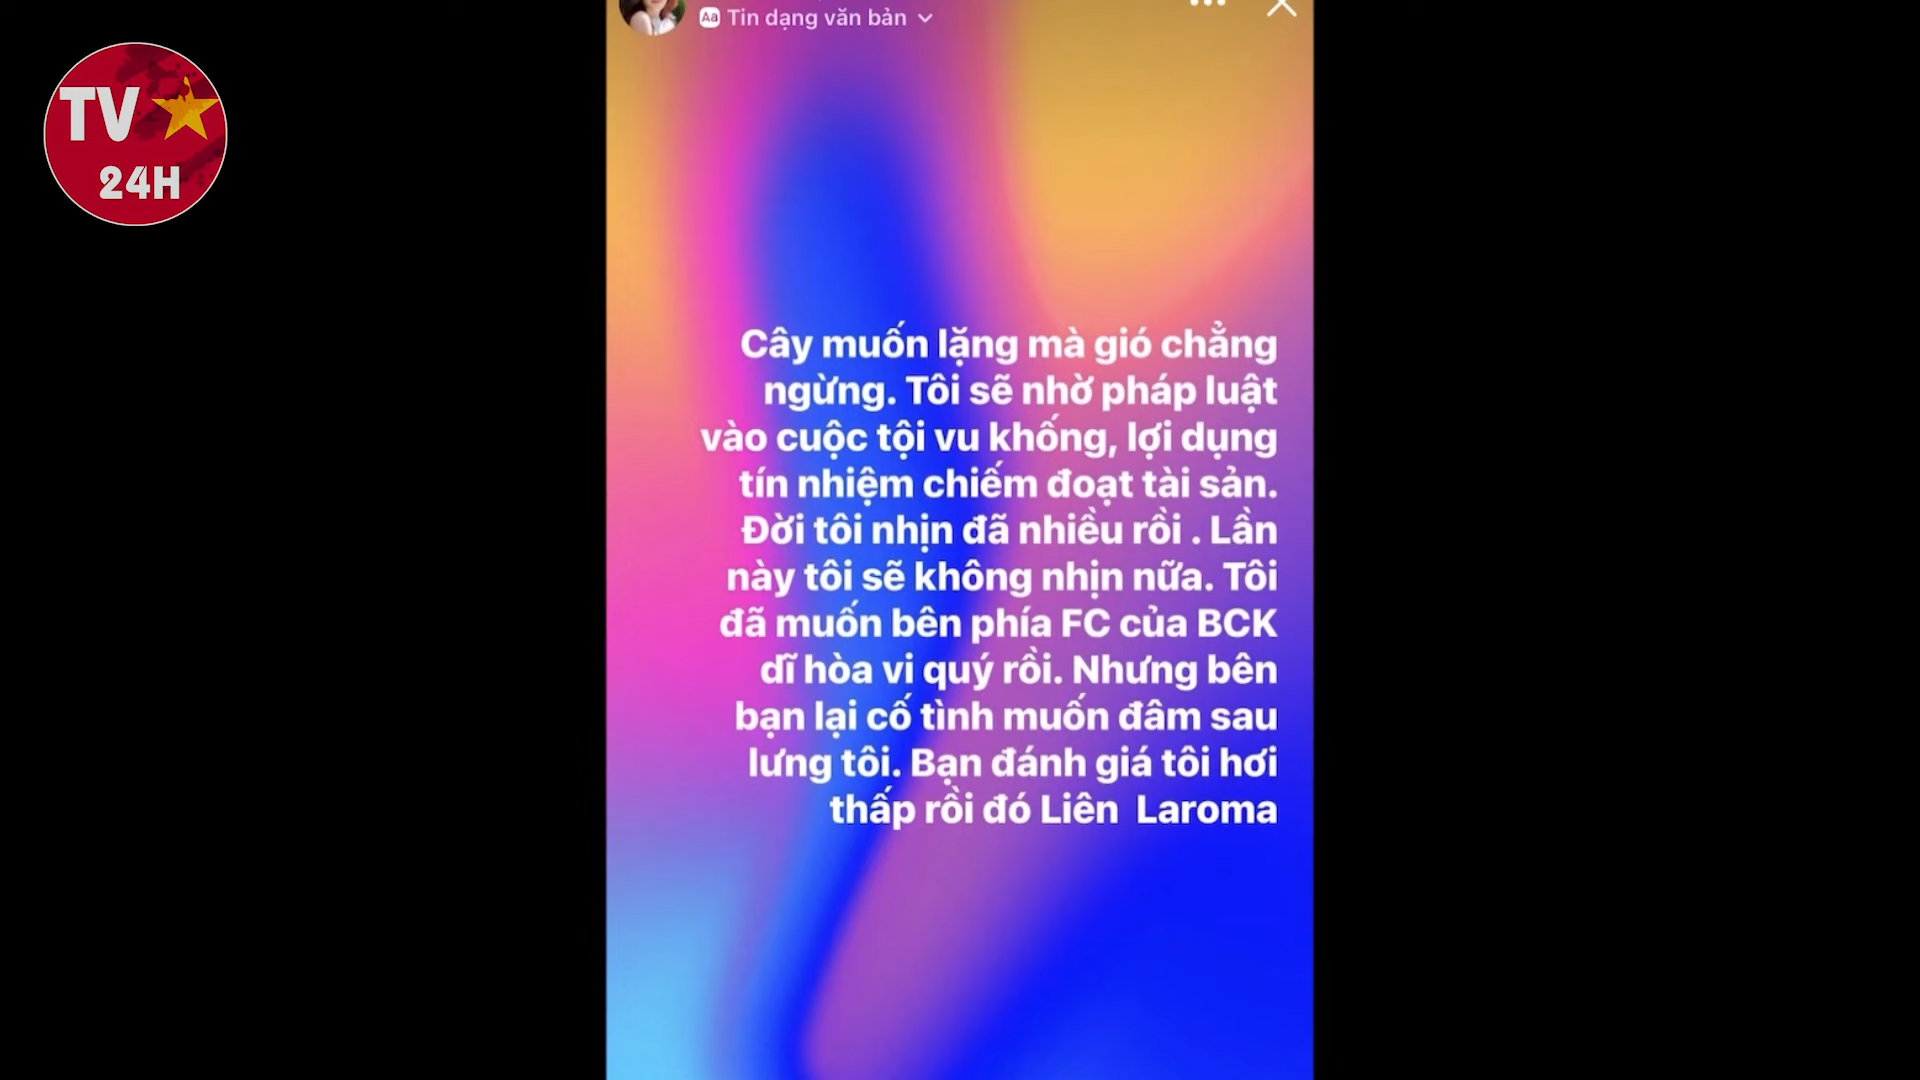 TV
24H
Aa Tin dạng văn bản
Cây muốn lặng mà gió chẳng
ngừng. Tôi sẽ nhờ pháp luật
vào cuộc tội vu khống, lợi dụng
tín nhiệm chiếm đoạt tài sản.
Đời tôi nhịn đã nhiều rồi . Lần
này tôi sẽ không nhịn nữa. Tôi
đã muốn bên phía FC của BCK
dĩ hòa vi quý rồi. Nhưng bên
bạn lại cố tình muốn đâm sau
lưng tôi. Bạn đánh giá tôi hơi
thấp rồi đó Liên  Laroma